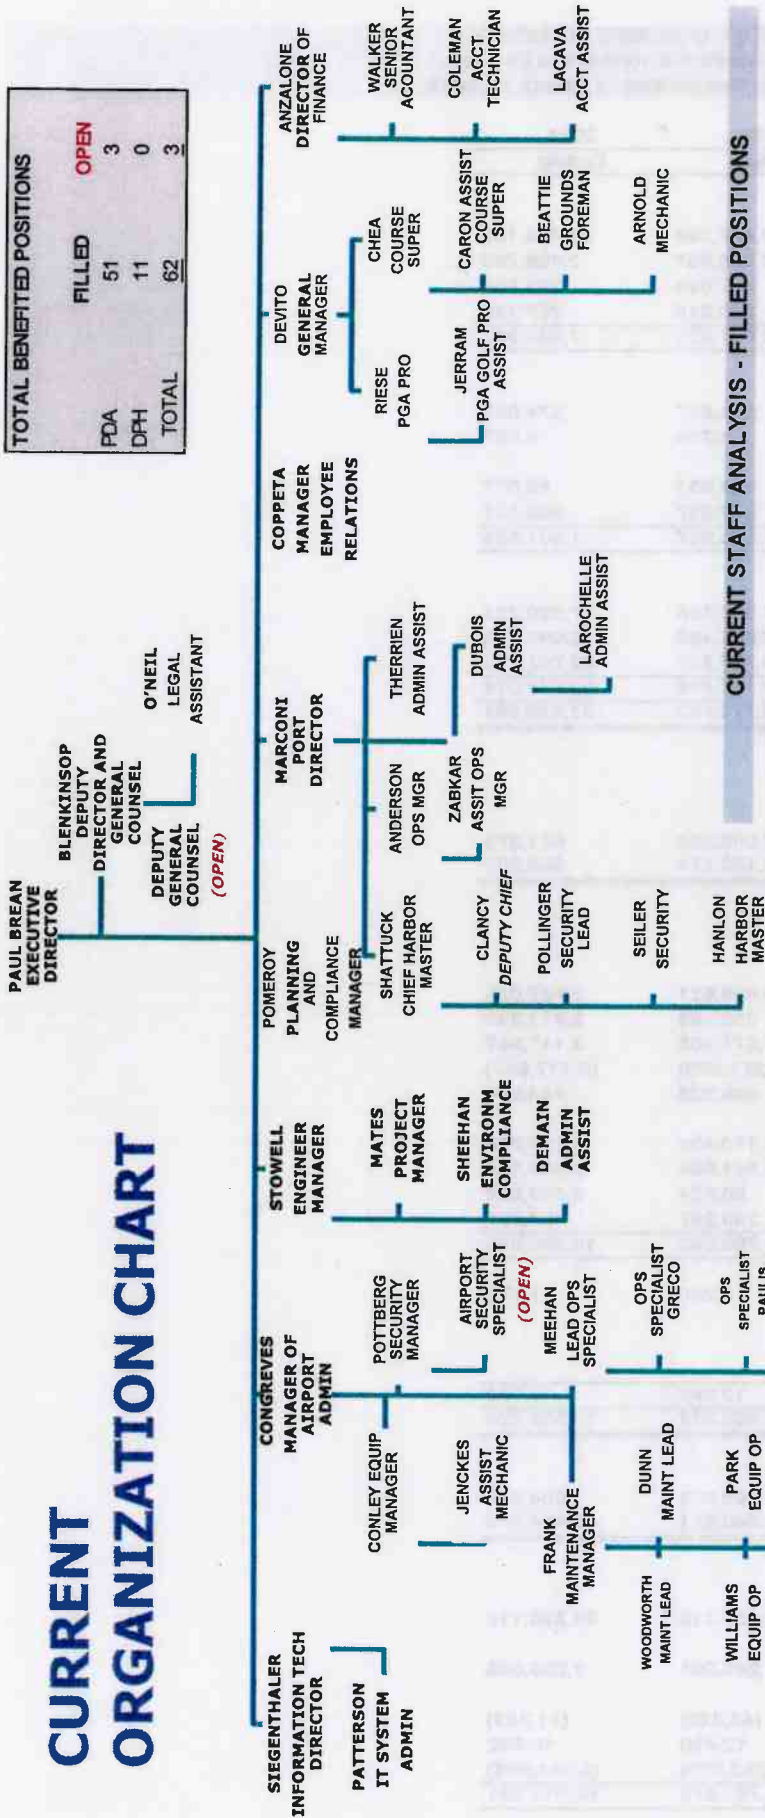 CURRENT
ORGANIZATION CHART
PAUL BREAN
EXECUTIVE
DIRECTOR
BLENKINSOP
DEPUTY
DIRECTOR AND
GENERAL
COUNSEL
DEPUTY
GENERAL
COUNSEL
(OPEN)
O'NEIL
LEGAL
ASSISTANT
TOTAL BENEFITED POSITIONS
FILLED OPEN
PDA 51 3
DPH 11 0
TOTAL 62 3
SIEGENTHALER
INFORMATION TECH
DIRECTOR
PATTERSON
IT SYSTEM
ADMIN
CONGREVES
MANAGER OF
AIRPORT
ADMIN
CONLEY EQUIP
MANAGER
JENCKES
ASSIST
MECHANIC
POTTBERG
SECURITY
MANAGER
AIRPORT
SECURITY
SPECIALIST
(OPEN)
FRANK
MAINTENANCE
MANAGER
MEEHAN
LEAD OPS
SPECIALIST
WOODWORTH
MAINT LEAD
DUNN
MAINT LEAD
OPS
SPECIALIST
GRECO
WILLIAMS
EQUIP OP
PARK
EQUIP OP
OPS
SPECIALIST
STOWELL
ENGINEER
MANAGER
MATES
PROJECT
MANAGER
SHEEHAN
ENVIRONM
COMPLIANCE
DEMAIN
ADMIN
ASSIST
POMEROY
PLANNING
AND
COMPLIANCE
MANAGER
MARCONI
PORT
DIRECTOR
SHATTUCK
CHIEF HARBOR
MASTER
ANDERSON
OPS MGR
THERRIEN
ADMIN ASSIST
CLANCY
DEPUTY CHIEF
POLLINGER
SECURITY
LEAD
SEILER
SECURITY
HANLON
HARBOR
MASTER
ZABKAR
ASSIT OPS
MGR
DUBOIS
ADMIN
ASSIST
LAROCHELLE
ADMIN ASSIST
COPPETA
MANAGER
EMPLOYEE
RELATIONS
DEVITO
GENERAL
MANAGER
RIESE
PGA PRO
CHEA
COURSE
SUPER
JERRAM
PGA GOLF PRO
ASSIST
CARON ASSIST
COURSE
SUPER
BEATTIE
GROUNDS
FOREMAN
ARNOLD
MECHANIC
ANZALONE
DIRECTOR OF
FINANCE
WALKER
SENIOR
ACOUNTANT
COLEMAN
ACCT
TECHNICIAN
LACAVA
ACCT ASSIST
CURRENT STAFF ANALYSIS - FILLED POSITIONS